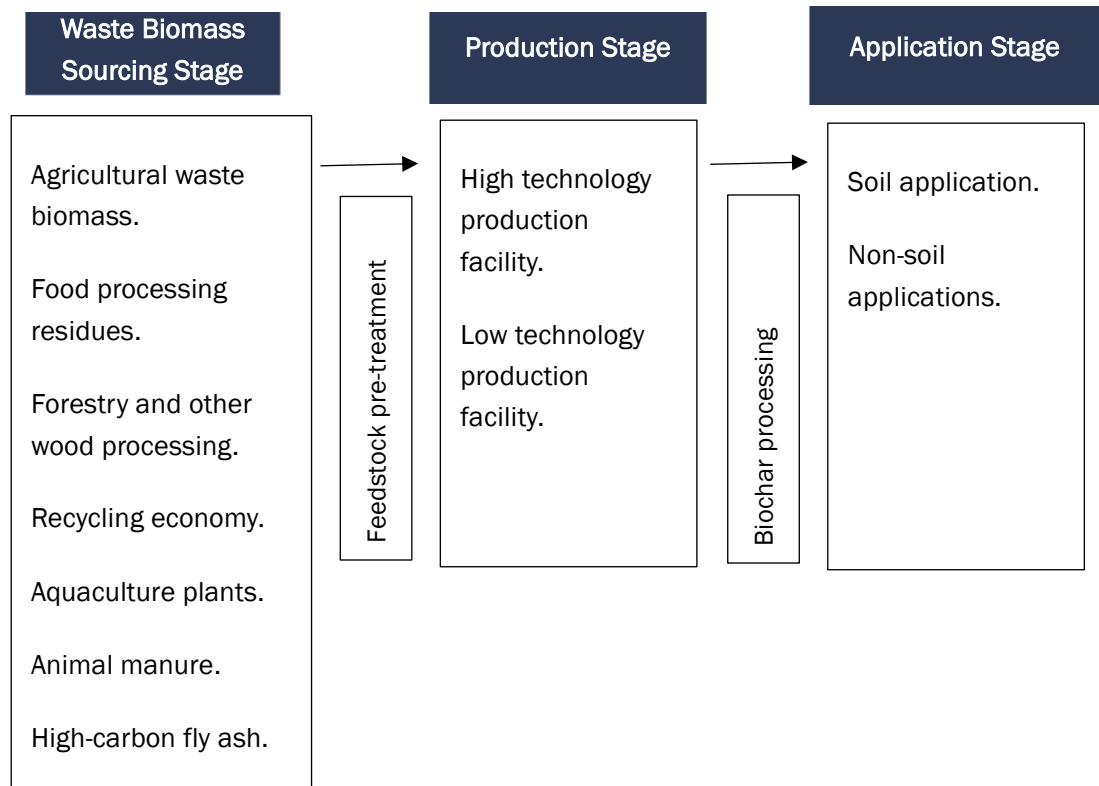 Waste Biomass
Sourcing Stage
Agricultural waste
biomass.
Food processing
residues.
Forestry and other
wood processing.
Recycling economy.
Aquaculture plants.
Animal manure.
High-carbon fly ash.
Feedstock pre-treatment
Production Stage
High technology
production
facility.
Low technology
production
facility.
Biochar processing
Application Stage
Soil application.
Non-soil
applications.